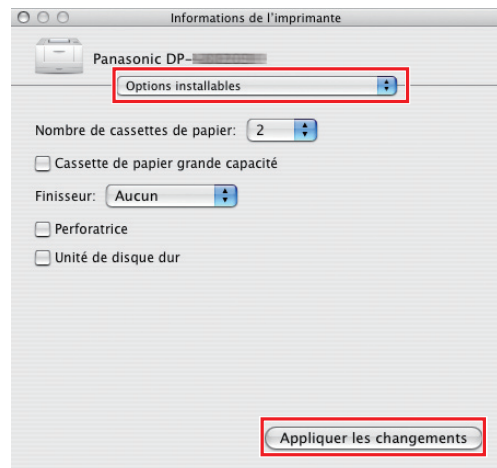 Informations de l'imprimante
Panasonic DP-
Options installables
Nombre de cassettes de papier: 2
Cassette de papier grande capacité
Finisseur: Aucun
Perforatrice
Unité de disque dur
Appliquer les changements